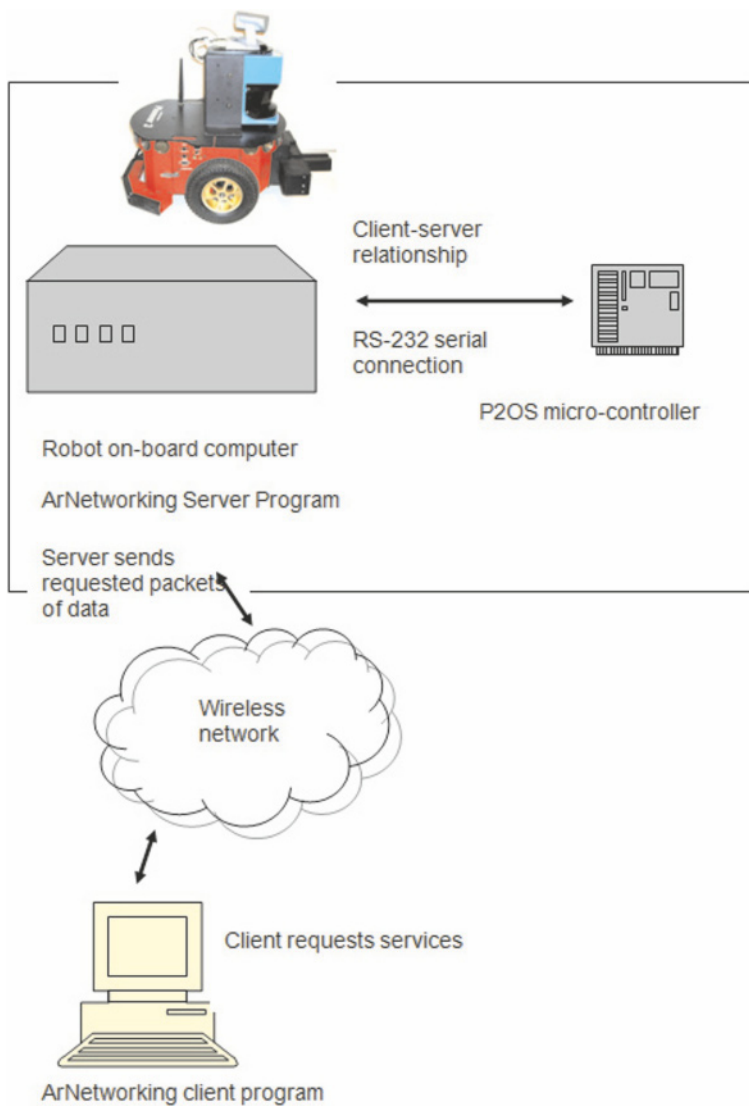 Client-server
relationship
RS-232 serial
connection
P2OS micro-controller
Robot on-board computer
ArNetworking Server Program
Server sends
requested packets
of data
Wireless
network
Client requests services
ArNetworking client program